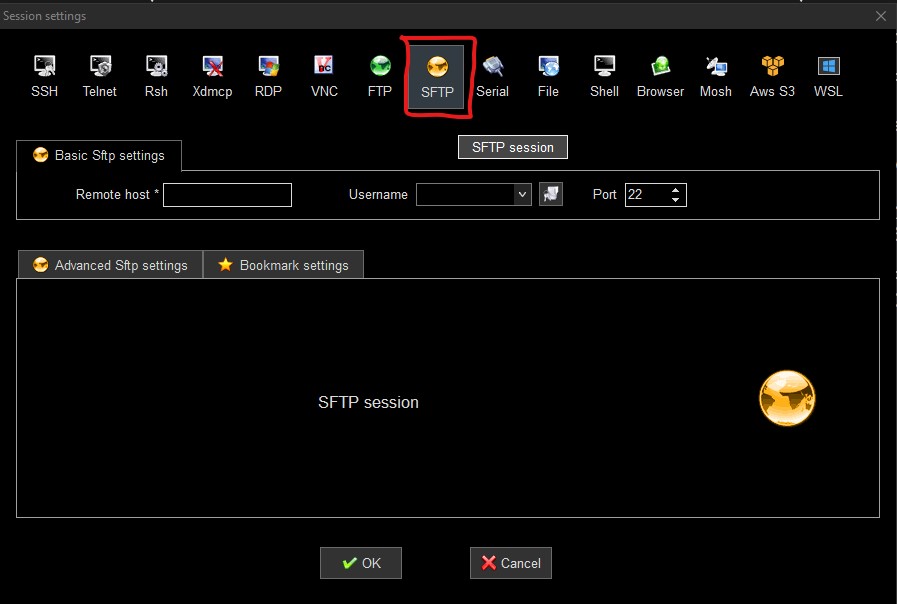 Session settings
SSH Telnet Rsh Xdmcp RDP VNC FTP SFTP Serial File Shell Browser Mosh Aws S3 WSL
SFTP session
Basic Sftp settings
Remote host * Username Port 22
Advanced Sftp settings Bookmark settings
SFTP session
OK Cancel